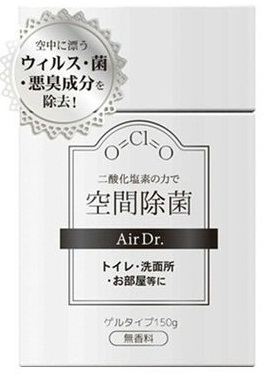 空中に漂う
ウィルス・菌
・悪臭成分を
除去!
O=Cl=O
二酸化塩素の力で
空間除菌
Air Dr.
トイレ・洗面所
・お部屋等に
ゲルタイプ150g
無香料